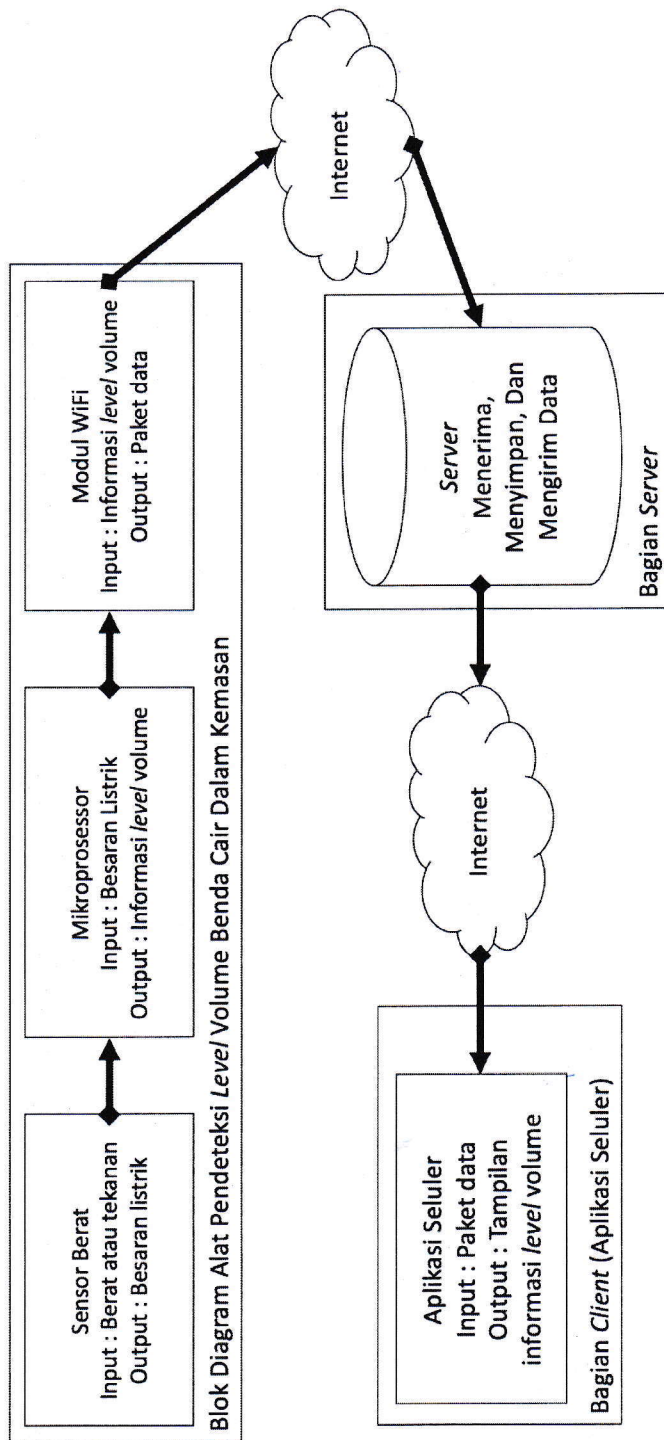 Sensor Berat
Input : Berat atau tekanan
Output : Besaran listrik
Mikroprosessor
Input : Besaran Listrik
Output : Informasi level volume
Modul WiFi
Input : Informasi level volume
Output : Paket data
Blok Diagram Alat Pendeteksi Level Volume Benda Cair Dalam Kemasan
Internet
Server
Menerima,
Menyimpan, Dan
Mengirim Data
Bagian Server
Internet
Aplikasi Seluler
Input : Paket data
Output : Tampilan
informasi level volume
Bagian Client (Aplikasi Seluler)